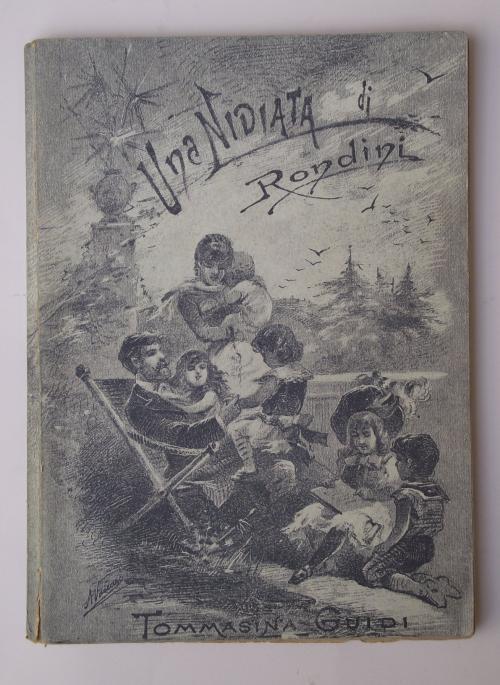 Una Nidiata di
Rondini
Tommasina Guidi